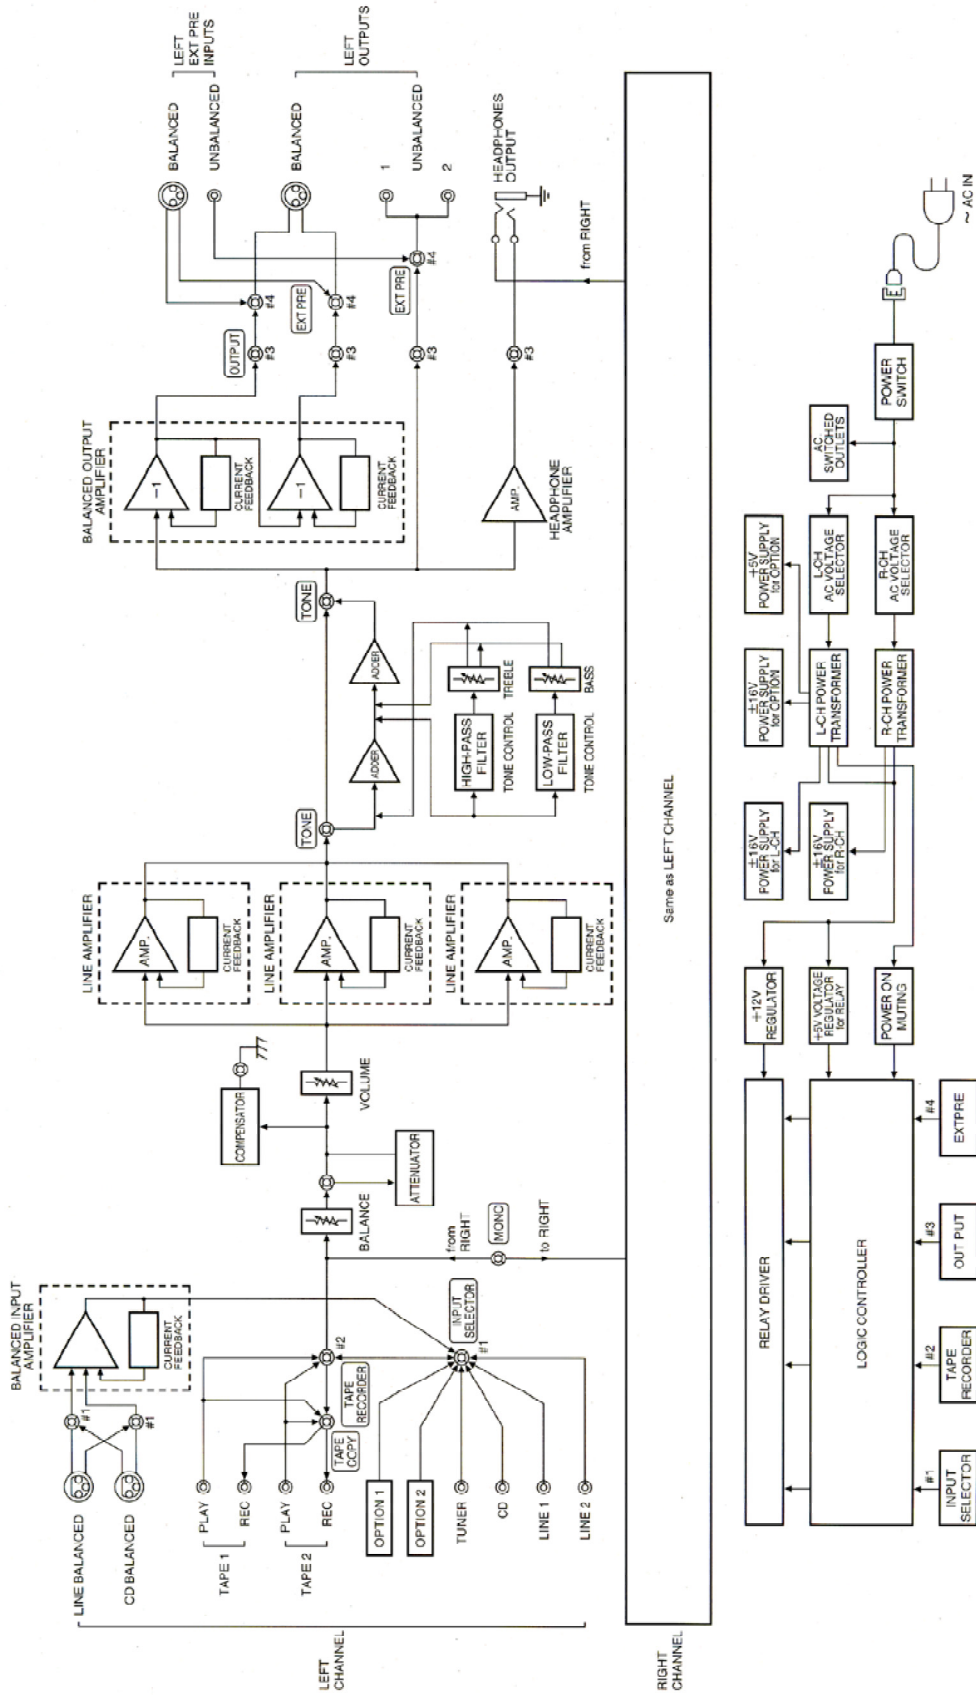 LEFT
CHANNEL
LINE BALANCED
CD BALANCED
TAPE 1
PLAY
REC
TAPE 2
PLAY
REC
OPTION 1
OPTION 2
TUNER
CD
LINE 1
LINE 2
#1
#1
BALANCED INPUT
AMPLIFIER
CURRENT
FEEDBACK
TAPE
COPY
TAPE
RECORDER
#2
INPUT
SELECTOR
#1
from
RIGHT
MONO
to RIGHT
BALANCE
ATTENUATOR
COMPENSATOR
VOLUME
LINE AMPLIFIER
AMP.
CURRENT
FEEDBACK
LINE AMPLIFIER
AMP.
CURRENT
FEEDBACK
LINE AMPLIFIER
AMP.
CURRENT
FEEDBACK
TONE
ADDER
ADDER
HIGH-PASS
FILTER
TONE CONTROL
TREBLE
LOW-PASS
FILTER
TONE CONTROL
BASS
TONE
BALANCED OUTPUT
AMPLIFIER
−1
CURRENT
FEEDBACK
−1
CURRENT
FEEDBACK
AMP.
HEADPHONE
AMPLIFIER
OUTPUT
#3
#4
EXT PRE
#3
#4
EXT PRE
#3
#4
#3
BALANCED
UNBALANCED
LEFT
EXT PRE
INPUTS
BALANCED
1
UNBALANCED
2
LEFT
OUTPUTS
HEADPHONES
OUTPUT
from RIGHT
RIGHT
CHANNEL
Same as LEFT CHANNEL
RELAY DRIVER
LOGIC CONTROLLER
#1
INPUT
SELECTOR
#2
TAPE
RECORDER
#3
OUT PUT
#4
EXTPRE
+12V
REGULATOR
+5V VOLTAGE
REGULATOR
for RELAY
POWER ON
MUTING
±16V
POWER SUPPLY
for L-CH
±16V
POWER SUPPLY
for R-CH
±16V
POWER SUPPLY
for OPTION
L-CH POWER
TRANSFORMER
R-CH POWER
TRANSFORMER
+5V
POWER SUPPLY
for OPTION
L-CH
AC VOLTAGE
SELECTOR
R-CH
AC VOLTAGE
SELECTOR
AC
SWITCHED
OUTLETS
POWER
SWITCH
~ AC IN